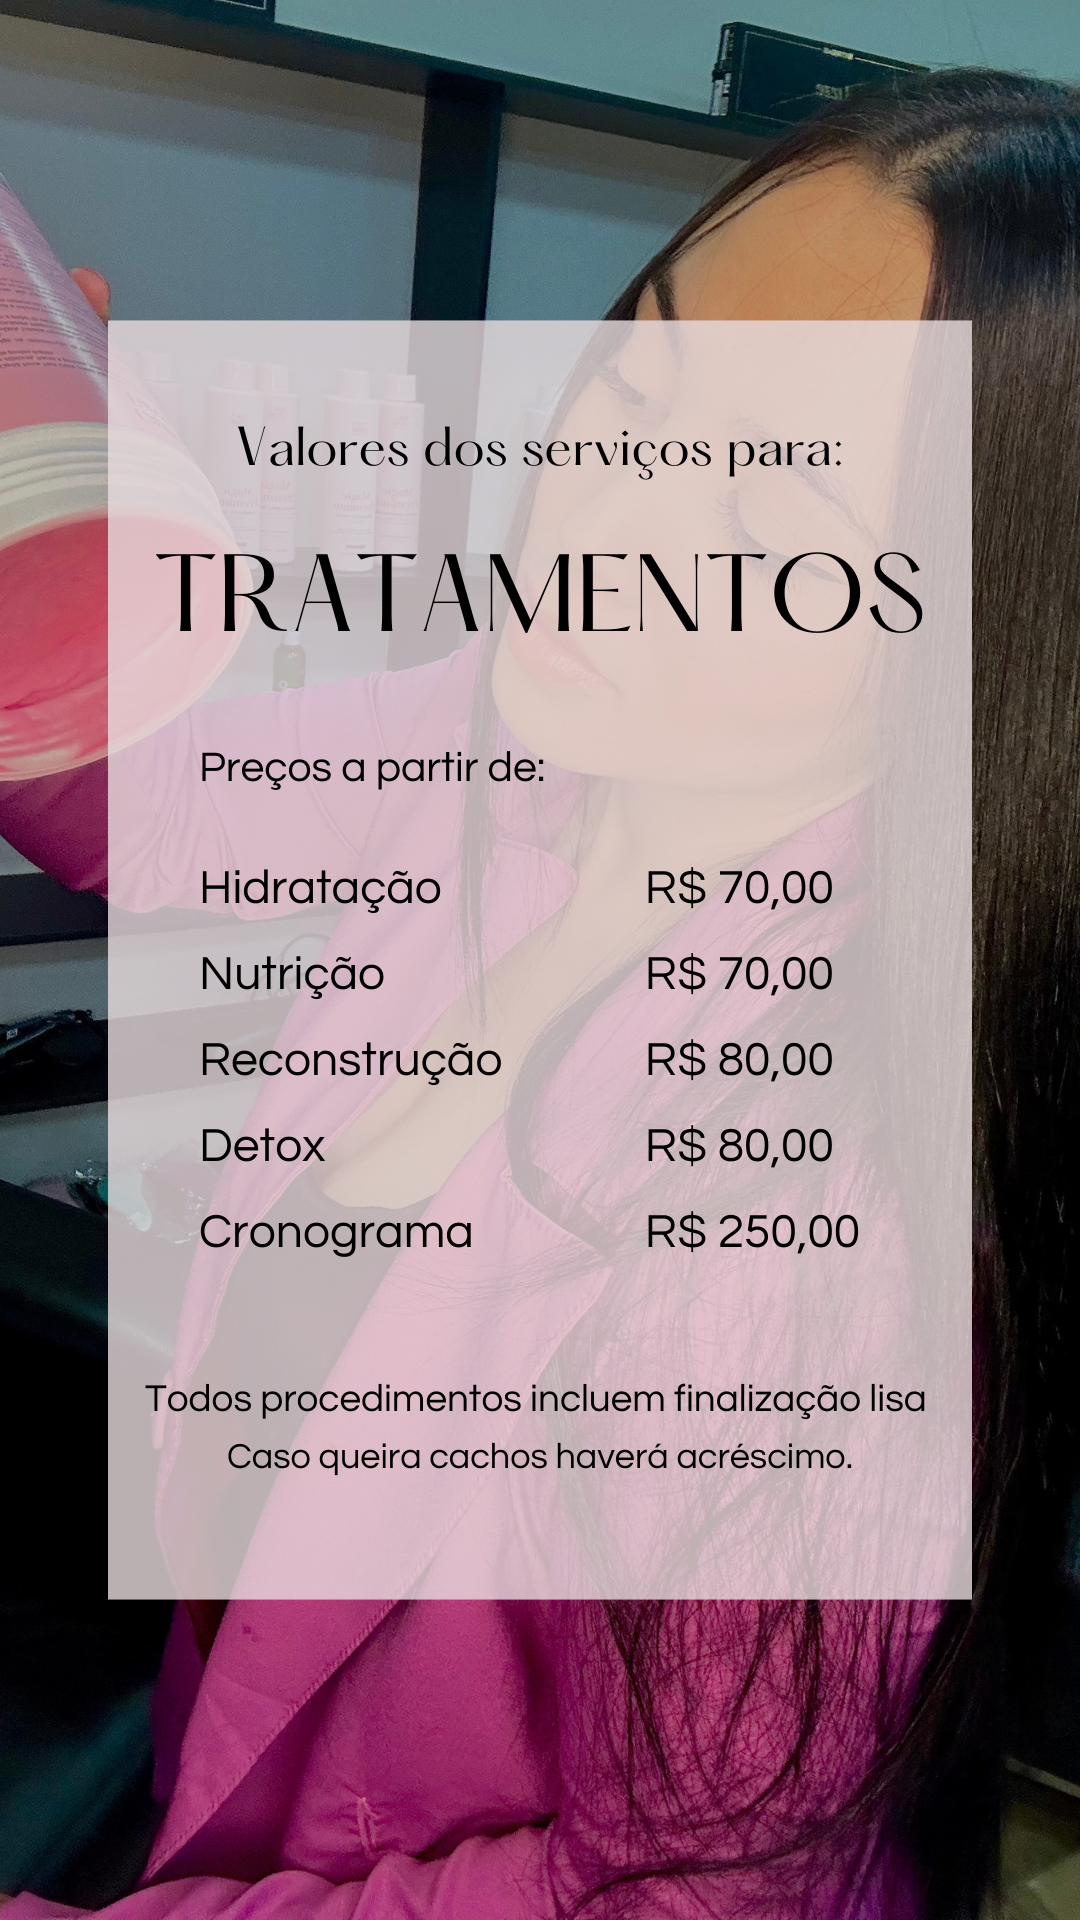 Valores dos serviços para:
TRATAMENTOS
Preços a partir de:
Hidratação R$ 70,00
Nutrição R$ 70,00
Reconstrução R$ 80,00
Detox R$ 80,00
Cronograma R$ 250,00
Todos procedimentos incluem finalização lisa
Caso queira cachos haverá acréscimo.